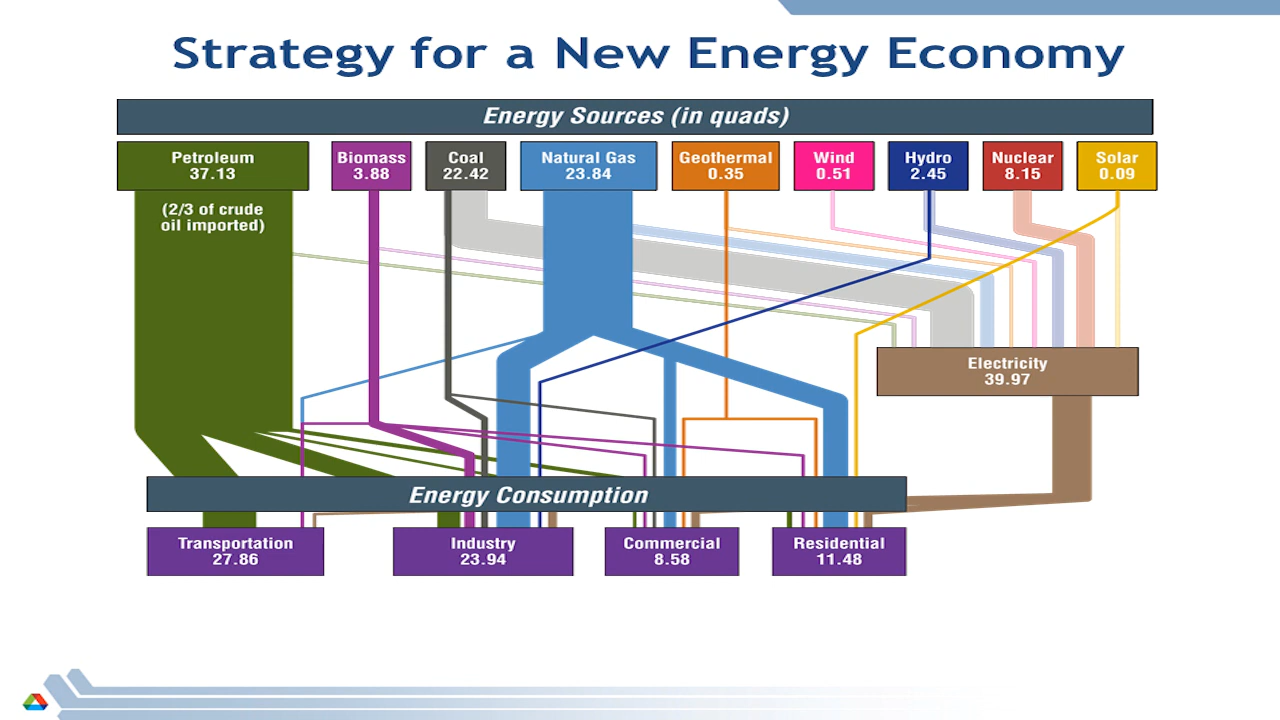 Strategy for a New Energy Economy
Energy Sources (in quads)
Petroleum
37.13
Biomass
3.88
Coal
22.42
Natural Gas
23.84
Geothermal
0.35
Wind
0.51
Hydro
2.45
Nuclear
8.15
Solar
0.09
(2/3 of crude
oil imported)
Electricity
39.97
Energy Consumption
Transportation
27.86
Industry
23.94
Commercial
8.58
Residential
11.48